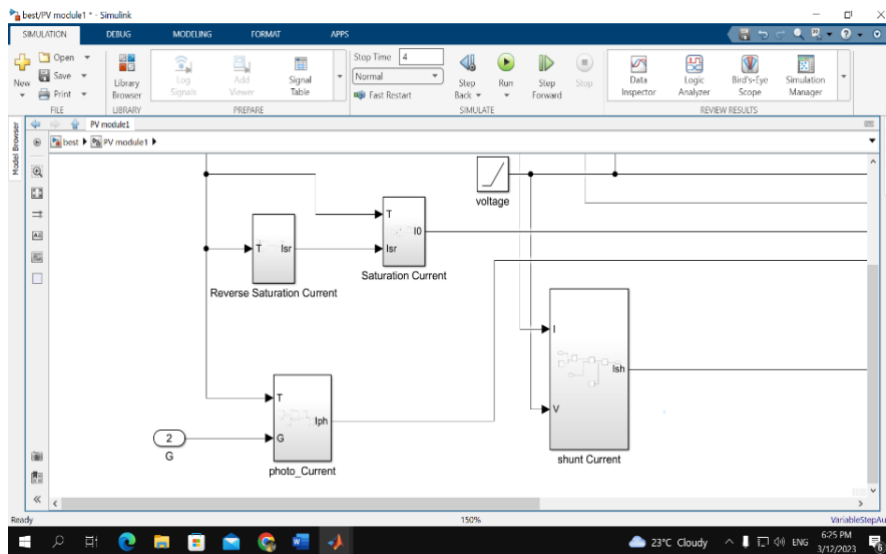 best/PV module1 * - Simulink
SIMULATION DEBUG MODELING FORMAT APPS
New
Open
Save
Print
FILE
Library
Browser
LIBRARY
Log
Signals
Add
Viewer
Signal
Table
PREPARE
Stop Time 4
Normal
Fast Restart
Step
Back
Run
Step
Forward
Stop
SIMULATE
Data
Inspector
Logic
Analyzer
Bird's-Eye
Scope
Simulation
Manager
REVIEW RESULTS
Model Browser
PV module1
best PV module1
voltage
T
I0
Isr
Saturation Current
T Isr
Reverse Saturation Current
I
Ish
V
shunt Current
T
Iph
G
photo_Current
2
G
Ready 150% VariableStepAu
23°C Cloudy ENG 6:25 PM
3/12/2023
6